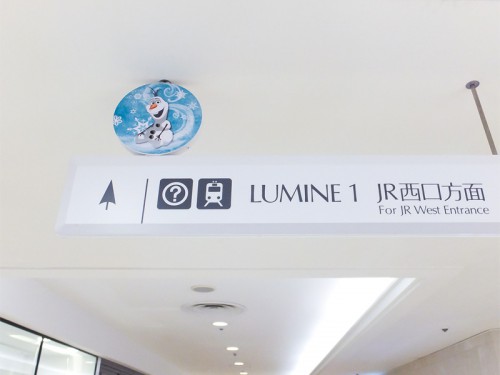 LUMINE 1 JR西口方面
For JR West Entrance